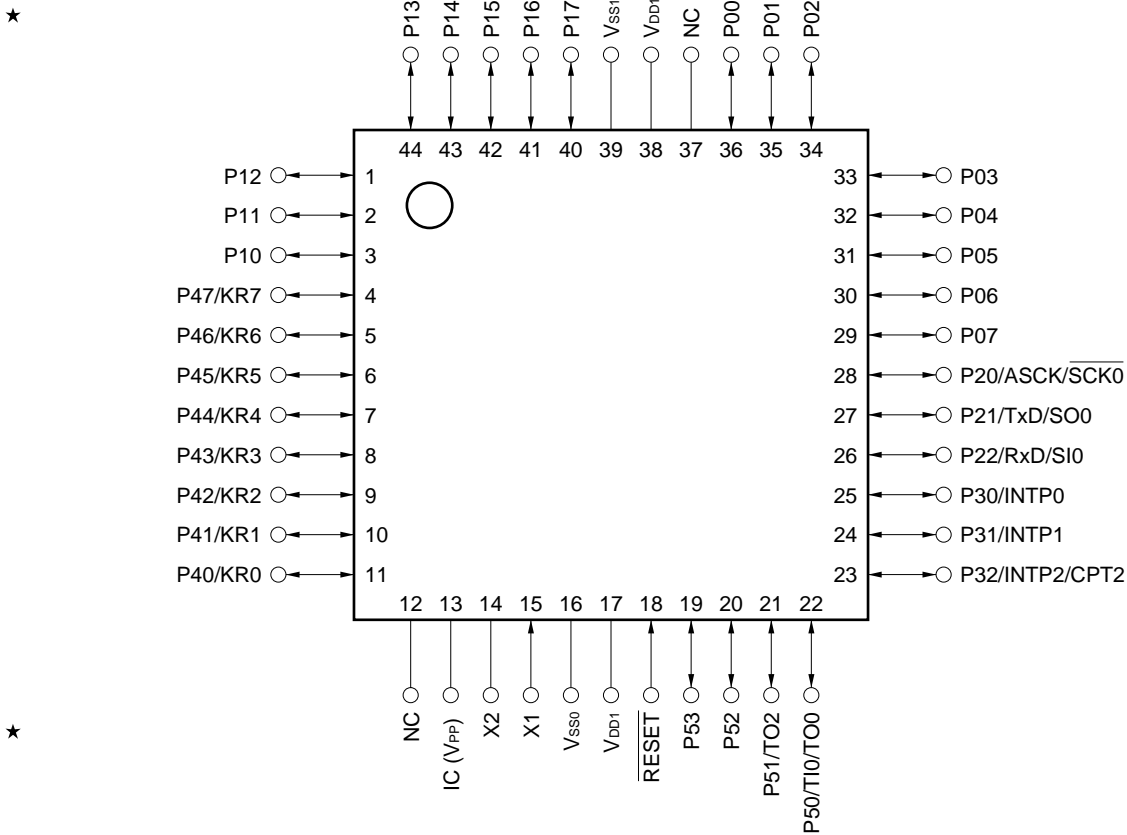 ★
P13 P14 P15 P16 P17 VSS1 VDD1 NC P00 P01 P02
44 43 42 41 40 39 38 37 36 35 34
P12 1 33 P03
P11 2 32 P04
P10 3 31 P05
P47/KR7 4 30 P06
P46/KR6 5 29 P07
P45/KR5 6 28 P20/ASCK/SCK0
P44/KR4 7 27 P21/TxD/SO0
P43/KR3 8 26 P22/RxD/SI0
P42/KR2 9 25 P30/INTP0
P41/KR1 10 24 P31/INTP1
P40/KR0 11 23 P32/INTP2/CPT2
12 13 14 15 16 17 18 19 20 21 22
★
NC IC (VPP) X2 X1 VSS0 VDD1 RESET P53 P52 P51/TO2 P50/TI0/TO0